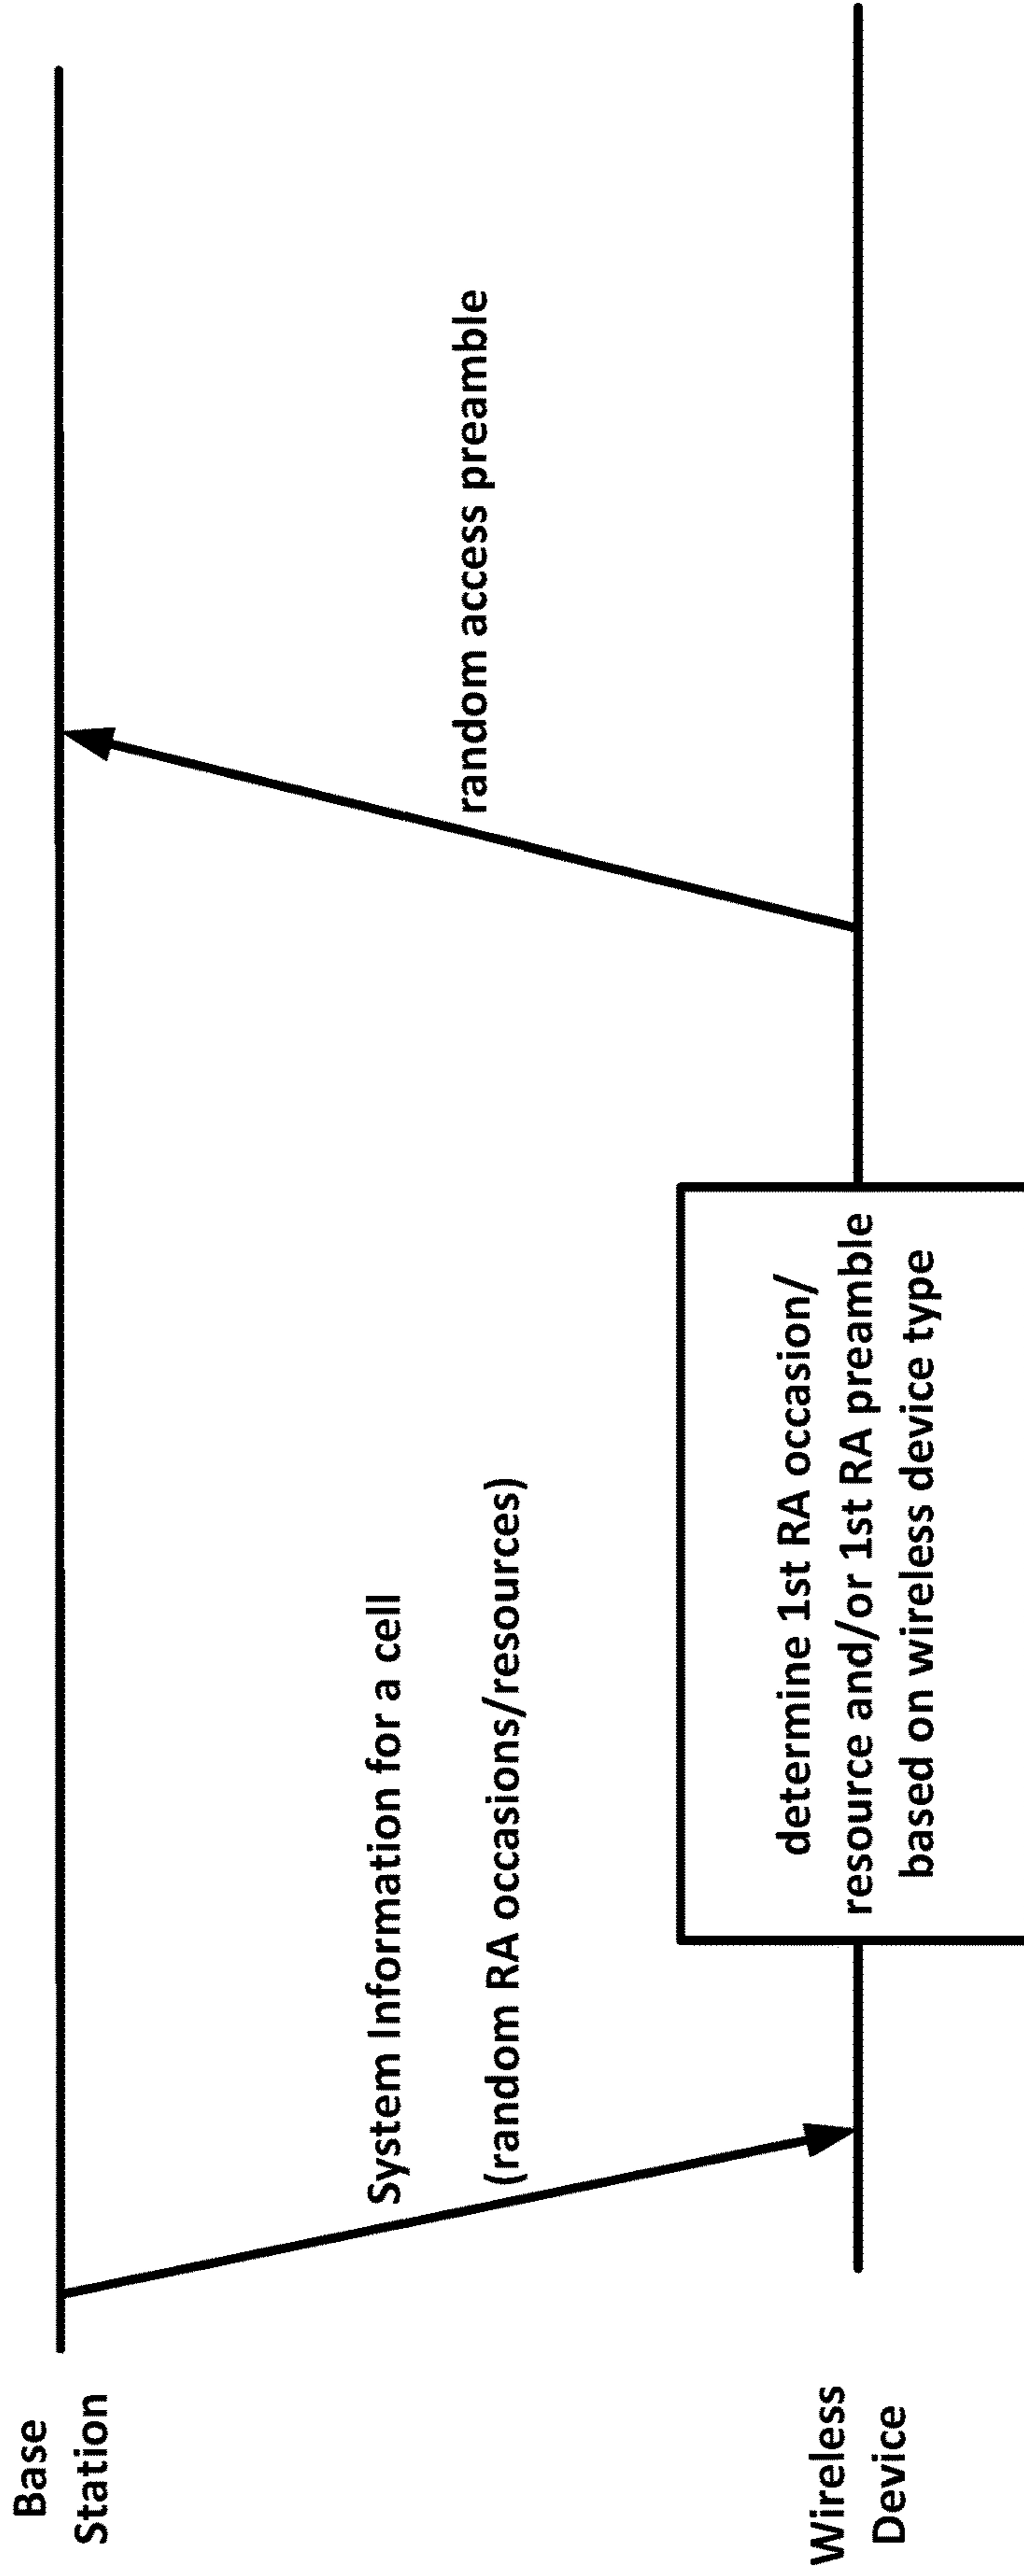 Base
Station
System Information for a cell
(random RA occasions/resources)
random access preamble
determine 1st RA occasion/
resource and/or 1st RA preamble
based on wireless device type
Wireless
Device